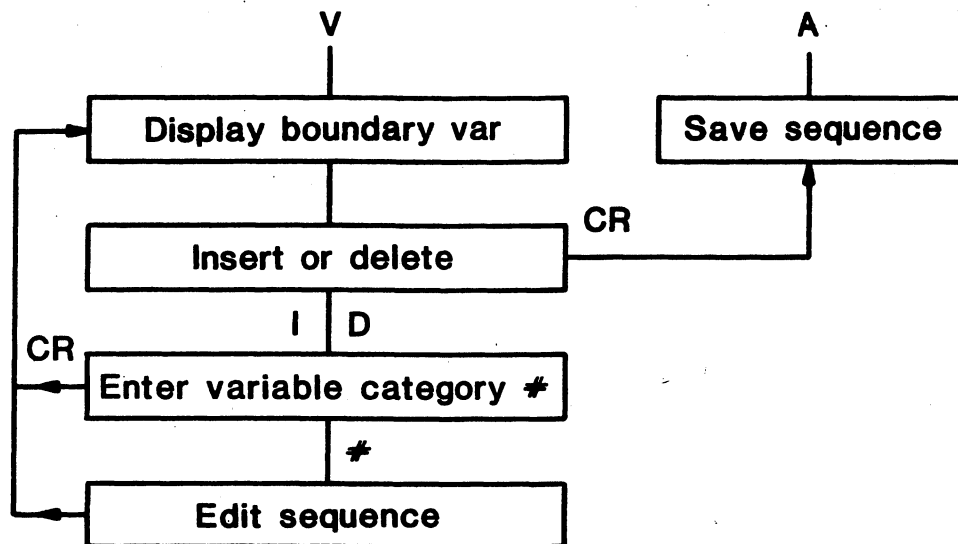 V
A
Display boundary var
Save sequence
CR
Insert or delete
I D
CR
Enter variable category #
#
Edit sequence